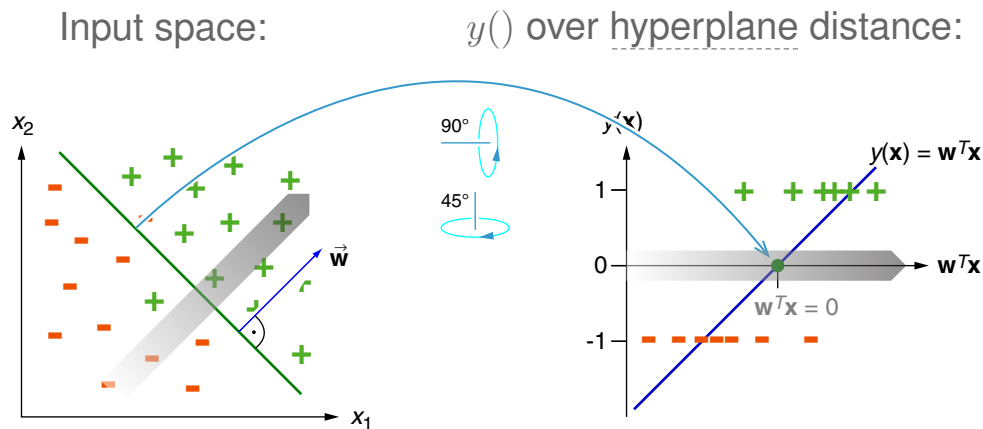 Input space:
y() over hyperplane distance:
x₂
90°
45°
y(x)
y(x) = wᵀx
1
0
-1
wᵀx
wᵀx = 0
w⃗
x₁